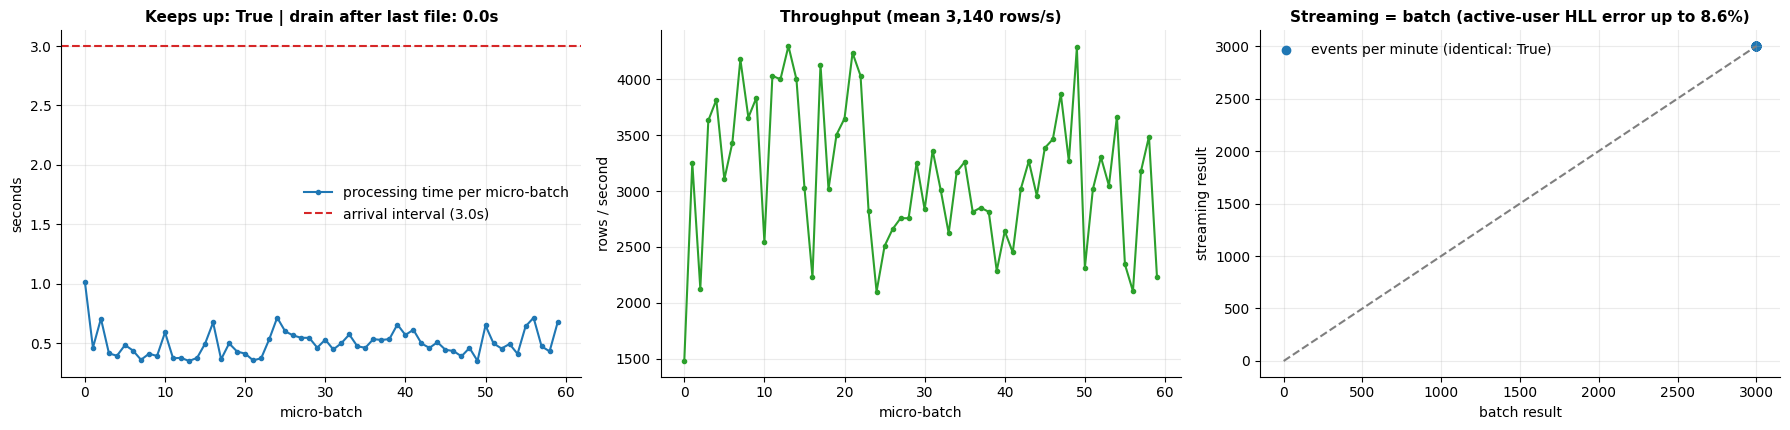 Keeps up: True | drain after last file: 0.0s
3.0
2.5
2.0
1.5
1.0
0.5
seconds
processing time per micro-batch
arrival interval (3.0s)
0 10 20 30 40 50 60
micro-batch
Throughput (mean 3,140 rows/s)
4000
3500
3000
2500
2000
1500
rows / second
0 10 20 30 40 50 60
micro-batch
Streaming = batch (active-user HLL error up to 8.6%)
3000
2500
2000
1500
1000
500
0
streaming result
events per minute (identical: True)
0 500 1000 1500 2000 2500 3000
batch result